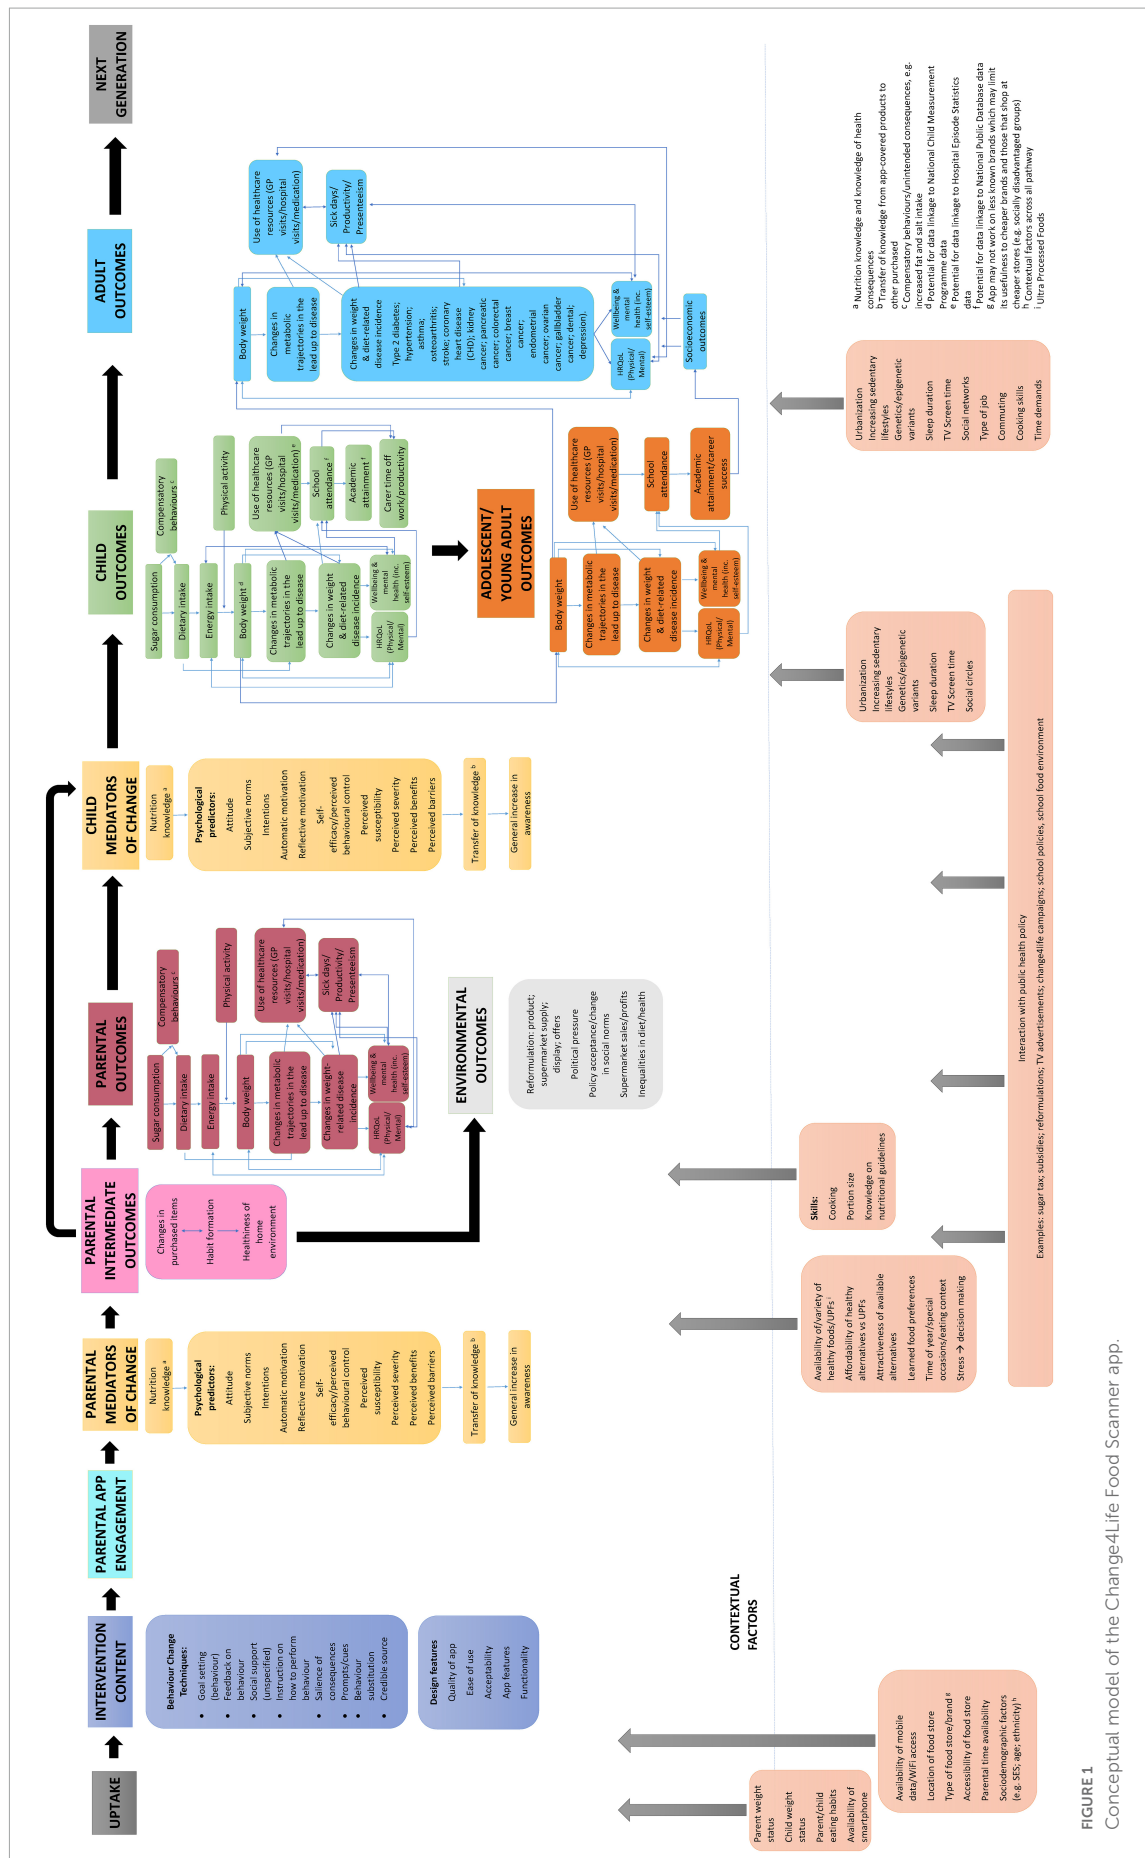 UPTAKE
INTERVENTION
CONTENT
PARENTAL APP
ENGAGEMENT
PARENTAL
MEDIATORS
OF CHANGE
PARENTAL
INTERMEDIATE
OUTCOMES
PARENTAL
OUTCOMES
CHILD
MEDIATORS
OF CHANGE
CHILD
OUTCOMES
ADULT
OUTCOMES
NEXT
GENERATION
Behaviour Change
Techniques:
• Goal setting
(behaviour)
• Feedback on
behaviour
• Social support
(unspecified)
• Instruction on
how to perform
behaviour
• Salience of
consequences
• Prompts/cues
• Behaviour
substitution
• Credible source
Design features
Quality of app
Ease of use
Acceptability
App features
Functionality
Nutrition
knowledge a
Psychological
predictors:
Attitude
Subjective norms
Intentions
Automatic motivation
Reflective motivation
Self-
efficacy/perceived
behavioural control
Perceived
susceptibility
Perceived severity
Perceived benefits
Perceived barriers
Transfer of knowledge b
General increase in
awareness
Changes in
purchased items
Habit formation
Healthiness of
home
environment
Sugar consumption
Compensatory
behaviours c
Dietary intake
Energy intake
Physical activity
Body weight
Changes in metabolic
trajectories in the
lead up to disease
Use of healthcare
resources (GP
visits/hospital
visits/medication)
Changes in weight-
related disease
incidence
Sick days/
Productivity/
Presenteeism
HRQoL
(Physical/
Mental)
Wellbeing &
mental
health (inc.
self-esteem)
ENVIRONMENTAL
OUTCOMES
Reformulation: product;
supermarket supply;
display; offers
Political pressure
Policy acceptance/change
in social norms
Supermarket sales/profits
Inequalities in diet/health
Nutrition
knowledge a
Psychological
predictors:
Attitude
Subjective norms
Intentions
Automatic motivation
Reflective motivation
Self-
efficacy/perceived
behavioural control
Perceived
susceptibility
Perceived severity
Perceived benefits
Perceived barriers
Transfer of knowledge b
General increase in
awareness
Sugar consumption
Compensatory
behaviours c
Dietary intake
Energy intake
Physical activity
Body weight d
Changes in metabolic
trajectories in the
lead up to disease
Use of healthcare
resources (GP
visits/hospital
visits/medication) e
Changes in weight
& diet-related
disease incidence
School
attendance f
Academic
attainment f
Carer time off
work/productivity
HRQoL
(Physical/
Mental)
Wellbeing &
mental
health (inc.
self-esteem)
ADOLESCENT/
YOUNG ADULT
OUTCOMES
Body weight
Changes in metabolic
trajectories in the
lead up to disease
Use of healthcare
resources (GP
visits/hospital
visits/medication)
Changes in weight
& diet-related
disease incidence
School
attendance
Academic
attainment/career
success
HRQoL
(Physical/
Mental)
Wellbeing &
mental
health (inc.
self-esteem)
Body weight
Changes in
metabolic
trajectories in the
lead up to disease
Use of healthcare
resources (GP
visits/hospital
visits/medication)
Sick days/
Productivity/
Presenteeism
Changes in weight
& diet-related
disease incidence
Type 2 diabetes;
hypertension;
asthma;
osteoarthritis;
stroke; coronary
heart disease
(CHD); kidney
cancer; pancreatic
cancer; colorectal
cancer; breast
cancer;
endometrial
cancer; ovarian
cancer; gallbladder
cancer; dental;
depression).
HRQoL
(Physical/
Mental)
Wellbeing &
mental
health (inc.
self-esteem)
Socioeconomic
outcomes
CONTEXTUAL
FACTORS
Parent weight
status
Child weight
status
Parent/child
eating habits
Availability of
smartphone
Availability of mobile
data/WiFi access
Location of food store
Type of food store/brand g
Accessibility of food store
Parental time availability
Sociodemographic factors
(e.g. SES; age; ethnicity) h
Availability of/variety of
healthy foods/UPFs i
Affordability of healthy
alternatives vs UPFs
Attractiveness of available
alternatives
Learned food preferences
Time of year/special
occasions/eating context
Stress → decision making
Skills:
Cooking
Portion size
Knowledge on
nutritional guidelines
Urbanization
Increasing sedentary
lifestyles
Genetics/epigenetic
variants
Sleep duration
TV Screen time
Social circles
Urbanization
Increasing sedentary
lifestyles
Genetics/epigenetic
variants
Sleep duration
TV Screen time
Social networks
Type of job
Commuting
Cooking skills
Time demands
Interaction with public health policy
Examples: sugar tax; subsidies; reformulations; TV advertisements; change4life campaigns; school policies, school food environment
a Nutrition knowledge and knowledge of health
consequences
b Transfer of knowledge from app-covered products to
other purchased
c Compensatory behaviours/unintended consequences, e.g.
increased fat and salt intake
d Potential for data linkage to National Child Measurement
Programme data
e Potential for data linkage to Hospital Episode Statistics
data
f Potential for data linkage to National Public Database data
g App may not work on less known brands which may limit
its usefulness to cheaper brands and those that shop at
cheaper stores (e.g. socially disadvantaged groups)
h Contextual factors across all pathway
i Ultra Processed Foods
FIGURE 1
Conceptual model of the Change4Life Food Scanner app.